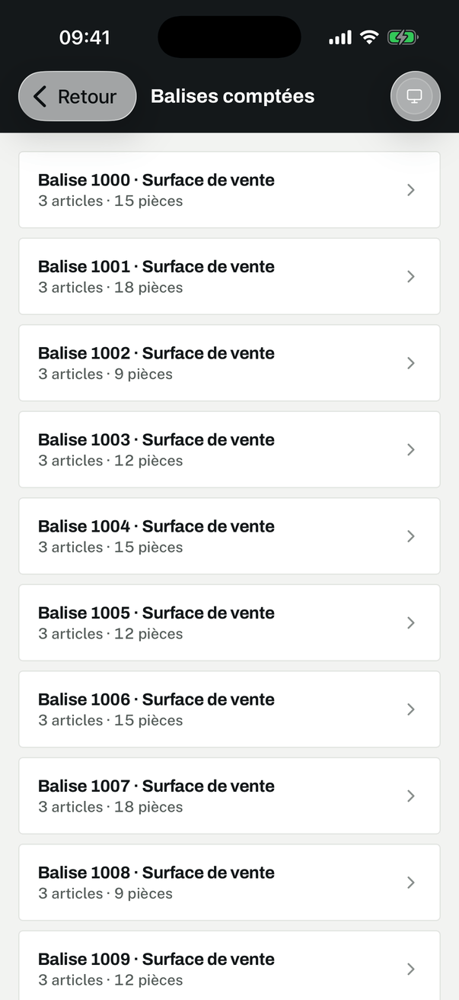 09:41
Retour
Balises comptées
Balise 1000 · Surface de vente
3 articles · 15 pièces
Balise 1001 · Surface de vente
3 articles · 18 pièces
Balise 1002 · Surface de vente
3 articles · 9 pièces
Balise 1003 · Surface de vente
3 articles · 12 pièces
Balise 1004 · Surface de vente
3 articles · 15 pièces
Balise 1005 · Surface de vente
3 articles · 12 pièces
Balise 1006 · Surface de vente
3 articles · 15 pièces
Balise 1007 · Surface de vente
3 articles · 18 pièces
Balise 1008 · Surface de vente
3 articles · 9 pièces
Balise 1009 · Surface de vente
3 articles · 12 pièces